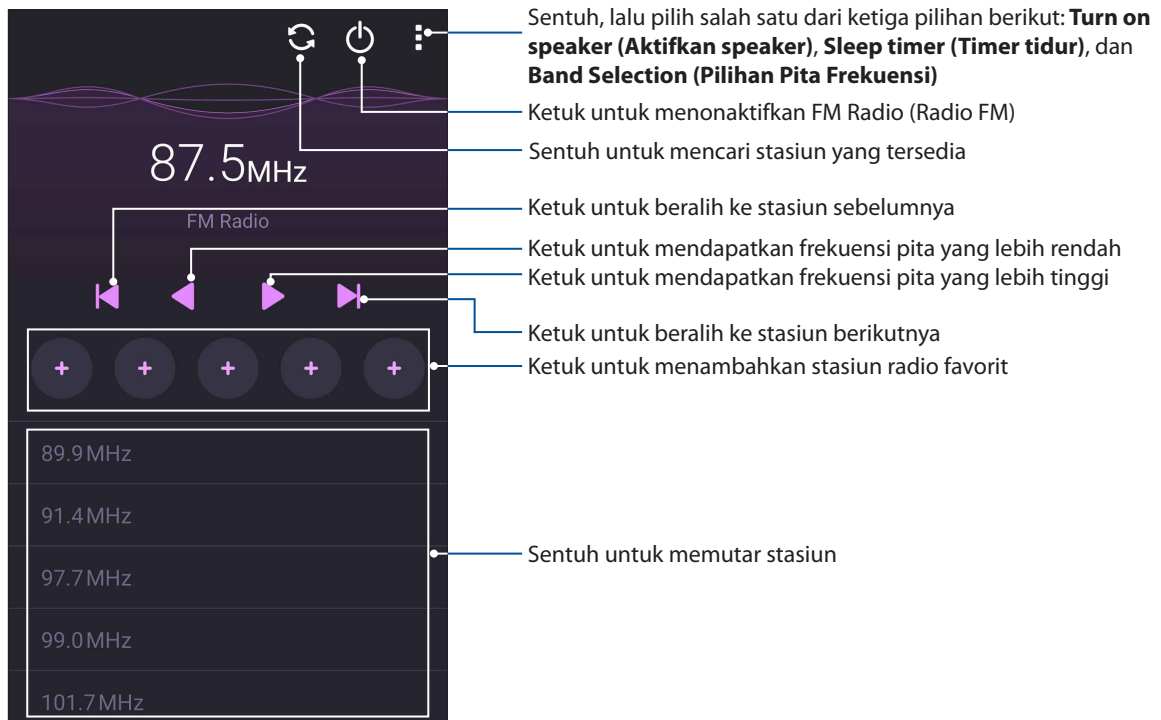 Sentuh, lalu pilih salah satu dari ketiga pilihan berikut: Turn on
speaker (Aktifkan speaker), Sleep timer (Timer tidur), dan
Band Selection (Pilihan Pita Frekuensi)
Ketuk untuk menonaktifkan FM Radio (Radio FM)
Sentuh untuk mencari stasiun yang tersedia
87.5MHz
FM Radio
Ketuk untuk beralih ke stasiun sebelumnya
Ketuk untuk mendapatkan frekuensi pita yang lebih rendah
Ketuk untuk mendapatkan frekuensi pita yang lebih tinggi
Ketuk untuk beralih ke stasiun berikutnya
Ketuk untuk menambahkan stasiun radio favorit
+ + + + +
89.9MHz
91.4MHz
97.7MHz
99.0MHz
101.7MHz
Sentuh untuk memutar stasiun